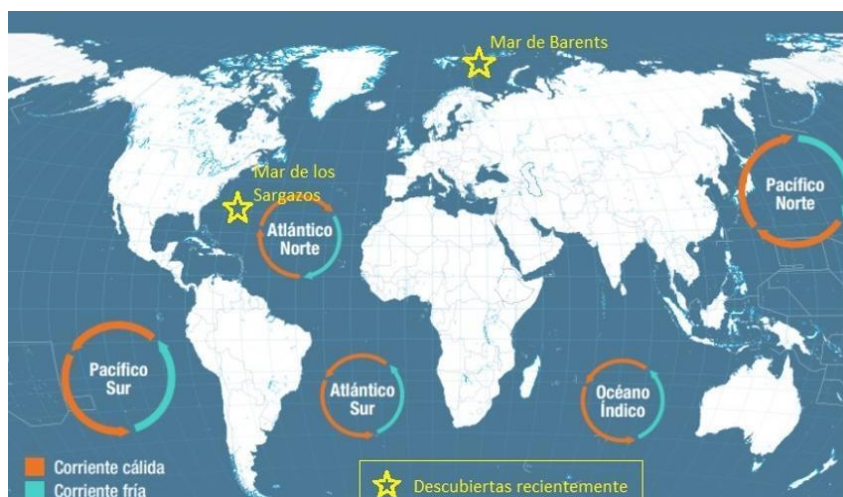 Mar de Barents
Mar de los
Sargazos
Atlántico
Norte
Pacífico
Norte
Pacífico
Sur
Atlántico
Sur
Océano
Índico
Corriente cálida
Corriente fría
Descubiertas recientemente